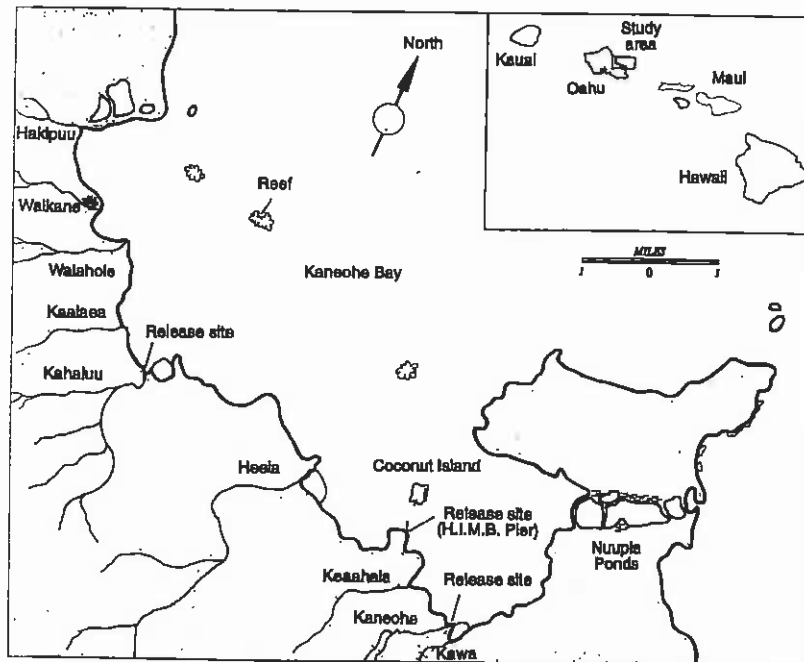 North
Study
area
Kauai
Oahu
Maui
Hawaii
Hakipuu
Reef
Waikane
MILES
1 0 1
Waiahole
Kaneohe Bay
Kaalaea
Release site
Kahaluu
Heeia
Coconut Island
Release site
(H.I.M.B. Pier)
Nuupia
Ponds
Keaahala
Release site
Kaneohe
Kawa